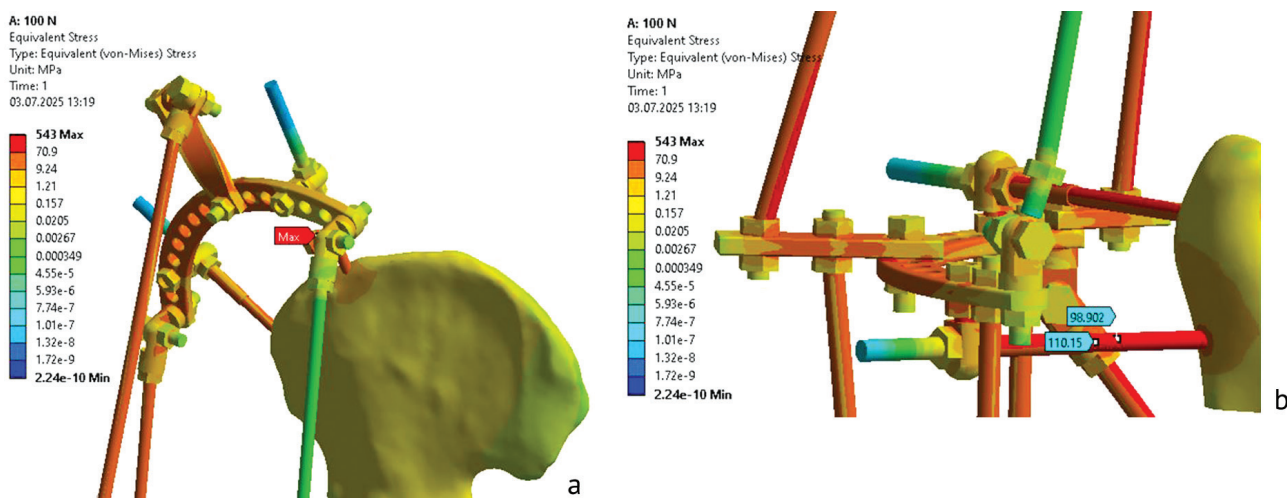 A: 100 N
Equivalent Stress
Type: Equivalent (von-Mises) Stress
Unit: MPa
Time: 1
03.07.2025 13:19
543 Max
70.9
9.24
1.21
0.157
0.0205
0.00267
0.000349
4.55e-5
5.93e-6
7.74e-7
1.01e-7
1.32e-8
1.72e-9
2.24e-10 Min
Max
a
A: 100 N
Equivalent Stress
Type: Equivalent (von-Mises) Stress
Unit: MPa
Time: 1
03.07.2025 13:19
543 Max
70.9
9.24
1.21
0.157
0.0205
0.00267
0.000349
4.55e-5
5.93e-6
7.74e-7
1.01e-7
1.32e-8
1.72e-9
2.24e-10 Min
98.902
110.15
b